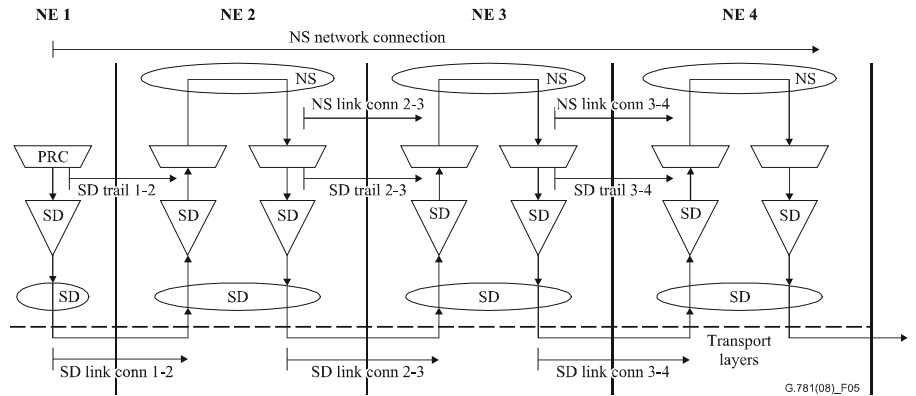 NE 1
NE 2
NE 3
NE 4
NS network connection
NS
NS
NS
NS link conn 2-3
NS link conn 3-4
PRC
SD trail 1-2
SD trail 2-3
SD trail 3-4
SD
SD
SD
SD
SD
SD
SD
SD
SD
SD
SD
Transport
layers
SD link conn 1-2
SD link conn 2-3
SD link conn 3-4
G.781(08)_F05